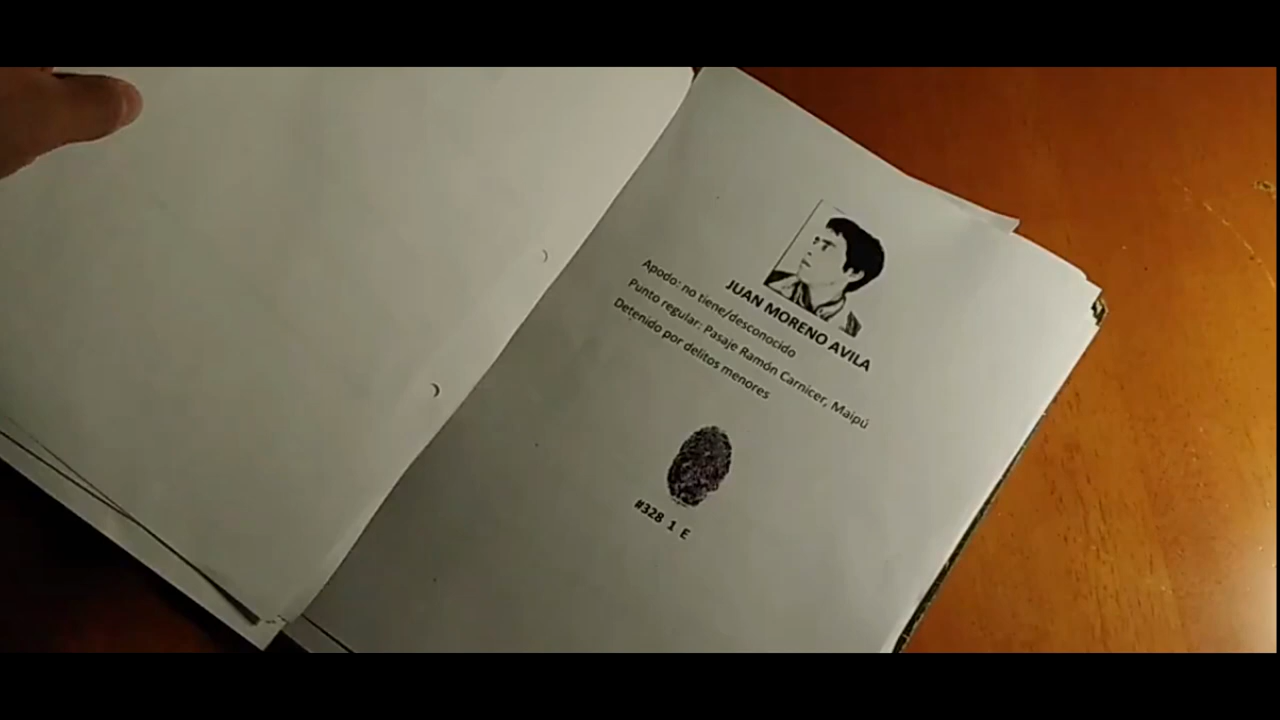 JUAN MORENO AVILA
Apodo: no tiene/desconocido
Punto regular: Pasaje Ramón Carnicer, Maipú
Detenido por delitos menores
#328 1 E